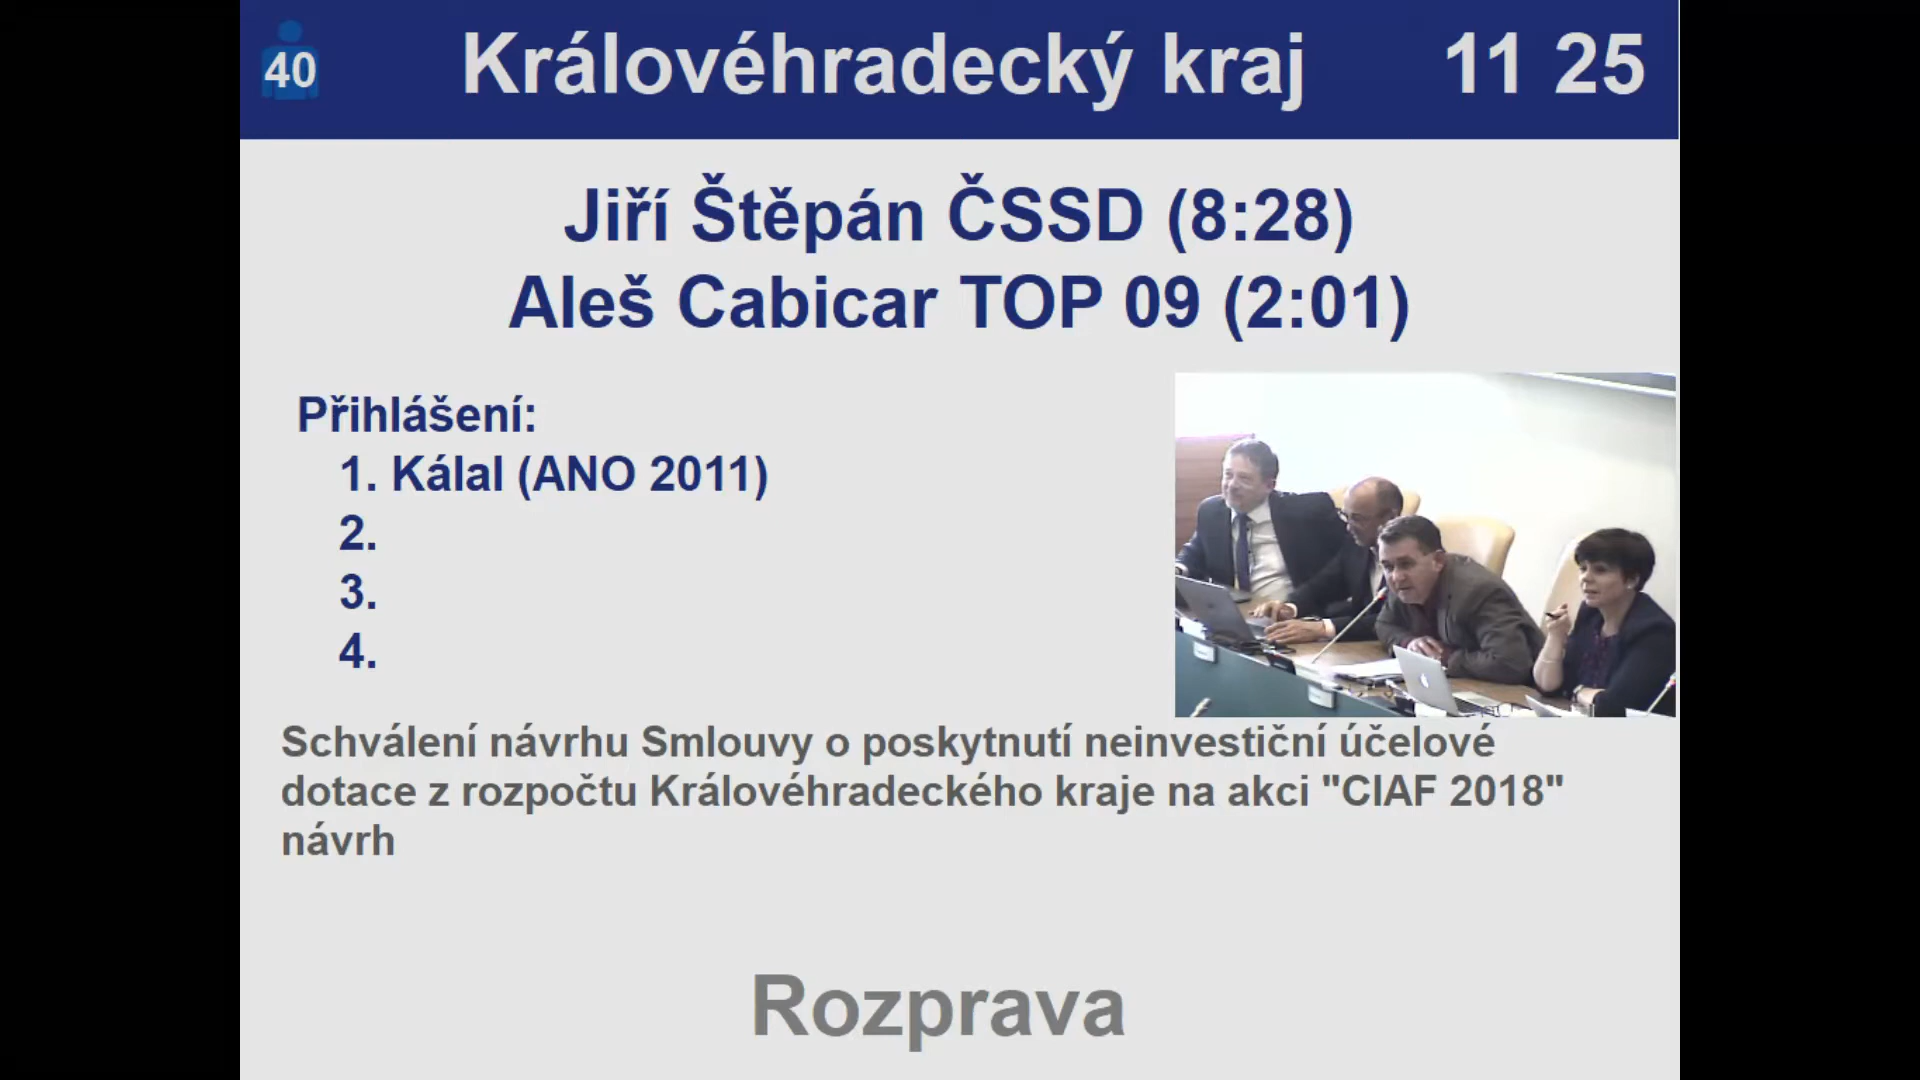 40 Královéhradecký kraj 11 25
Jiří Štěpán ČSSD (8:28)
Aleš Cabicar TOP 09 (2:01)
Přihlášení:
1. Kálal (ANO 2011)
2.
3.
4.
Schválení návrhu Smlouvy o poskytnutí neinvestiční účelové
dotace z rozpočtu Královéhradeckého kraje na akci "CIAF 2018"
návrh
Rozprava